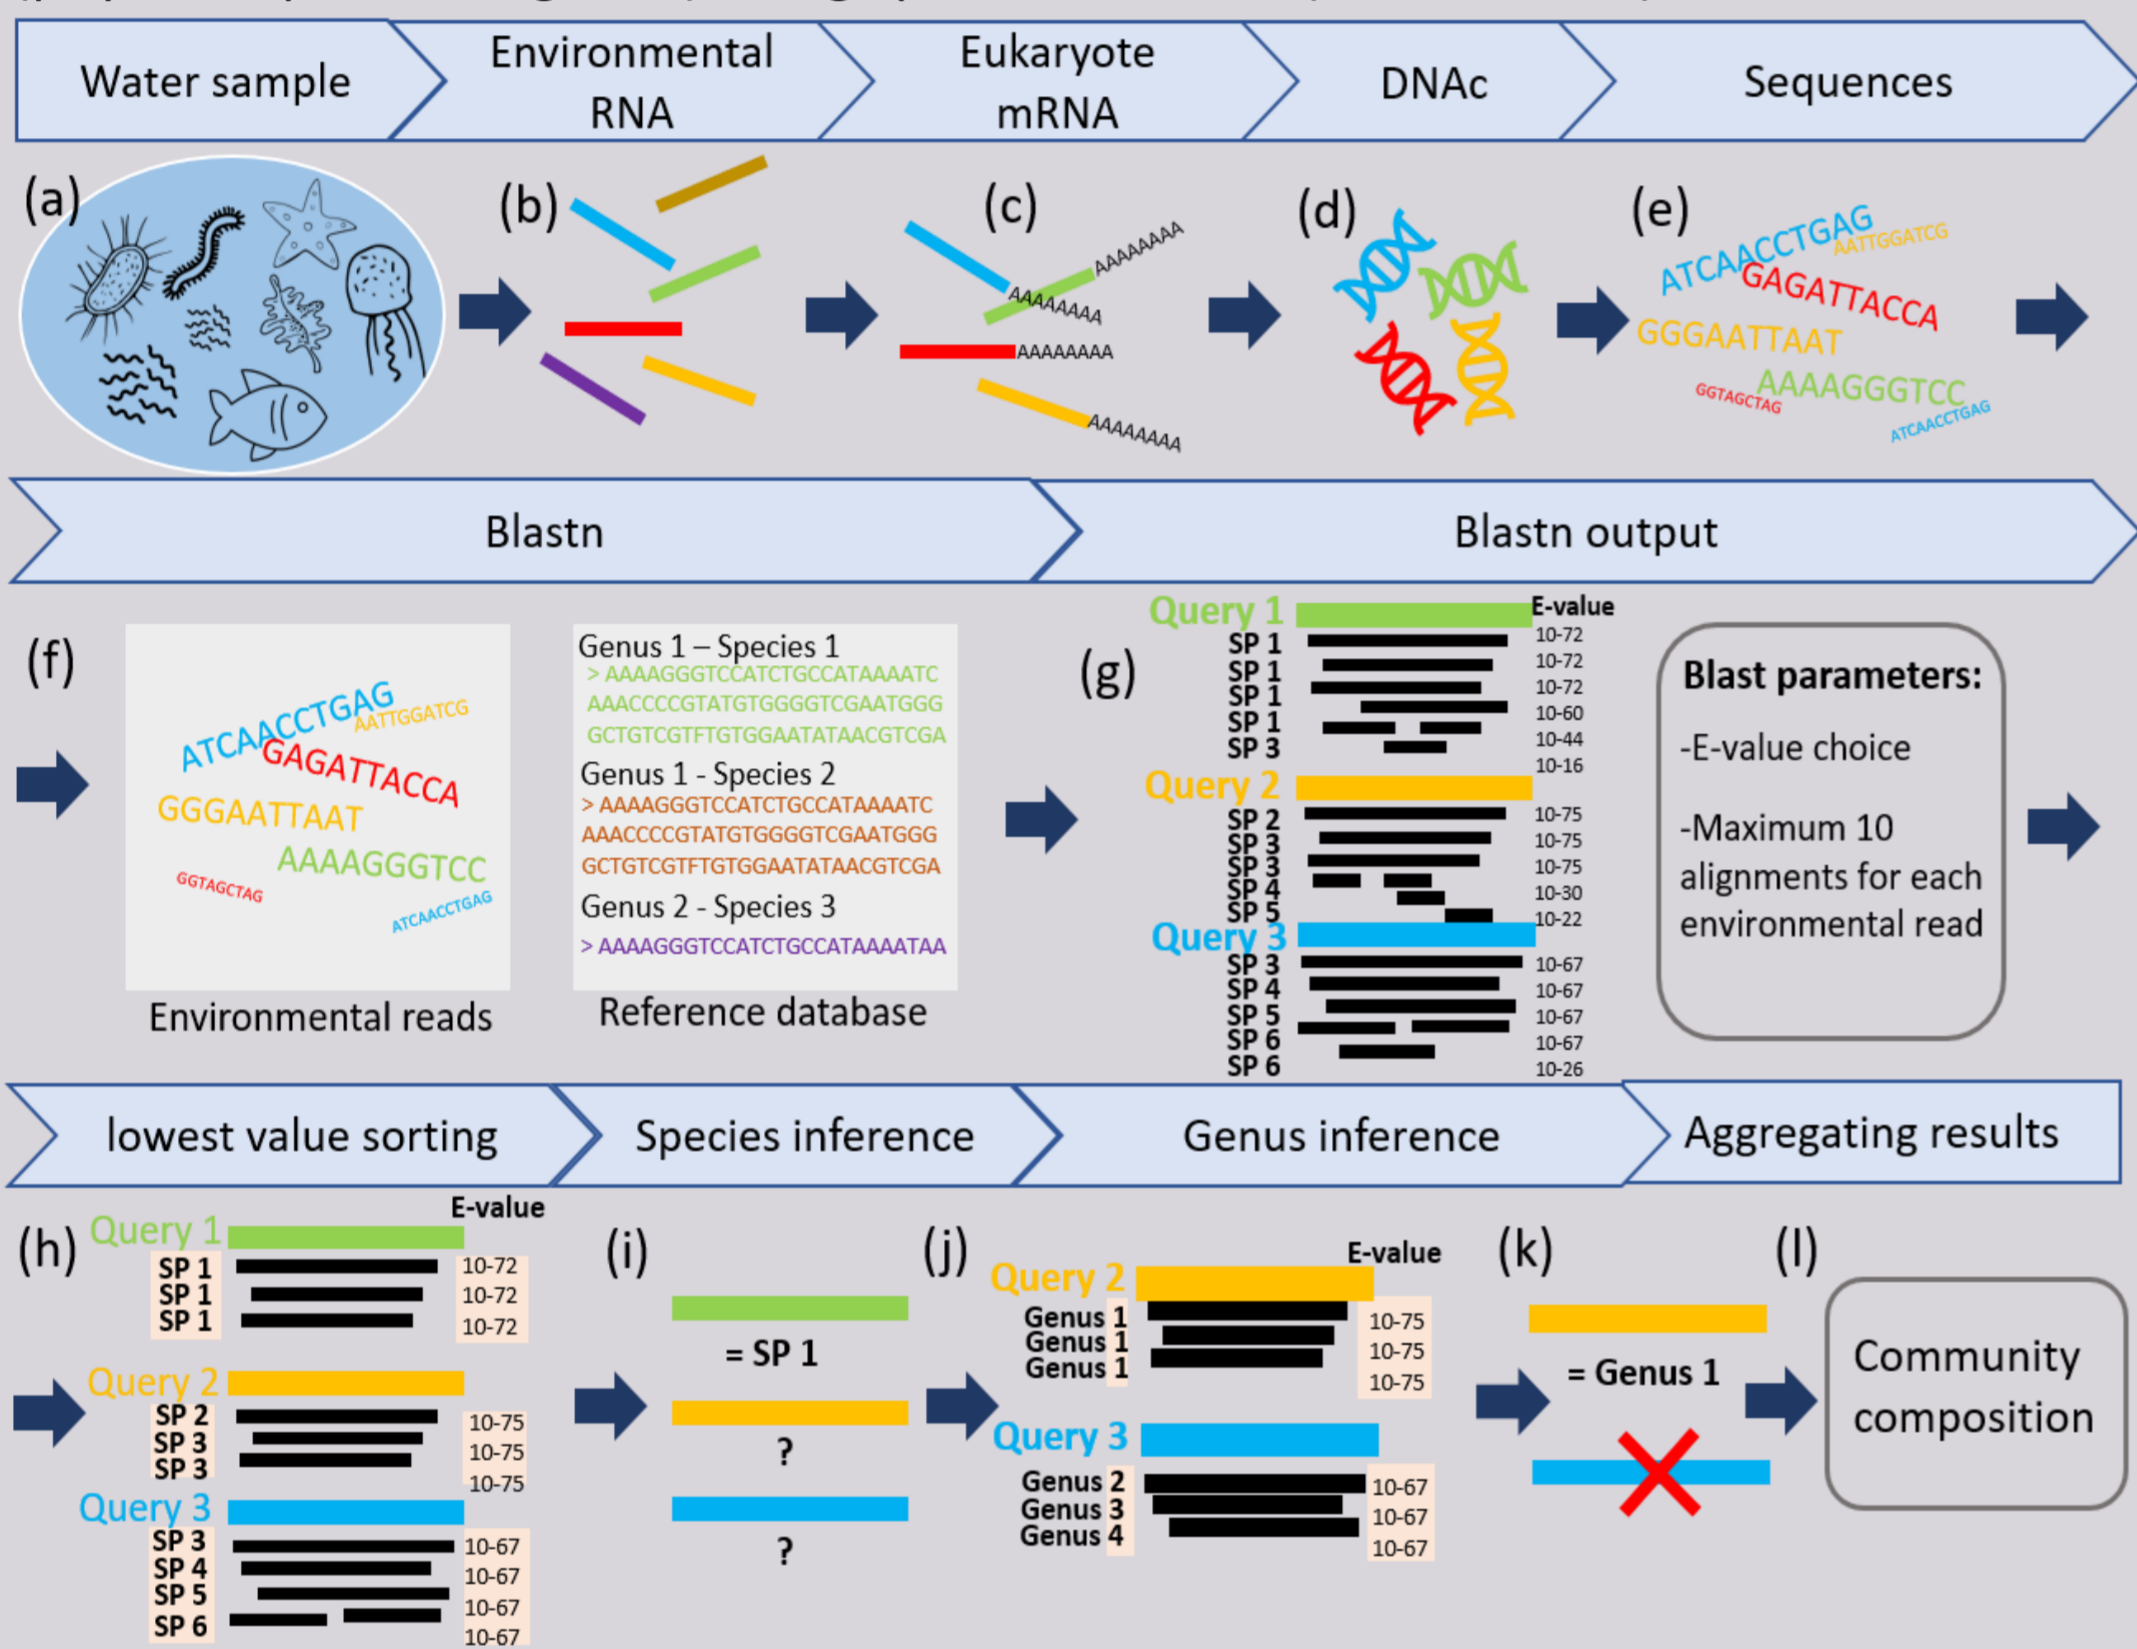 Water sample
Environmental
RNA
Eukaryote
mRNA
DNAc
Sequences
(a)
(b)
(c)
AAAAAAAA
AAAAAAAA
AAAAAAAA
AAAAAAAA
(d)
(e)
ATCAACCTGAG
AATTGGATCG
GAGATTACCA
GGGAATTAAT
AAAAGGGTCC
GGTAGCTAG
ATCAACCTGAG
Blastn
Blastn output
(f)
ATCAACCTGAG
AATTGGATCG
GAGATTACCA
GGGAATTAAT
AAAAGGGTCC
GGTAGCTAG
ATCAACCTGAG
Environmental reads
Genus 1 – Species 1
> AAAAGGGTCCATCTGCCATAAAATC
AAACCCCGTATGTGGGGTCGAATGGG
GCTGTCGTFTGTGGAATATAACGTCGA
Genus 1 - Species 2
> AAAAGGGTCCATCTGCCATAAAATC
AAACCCCGTATGTGGGGTCGAATGGG
GCTGTCGTFTGTGGAATATAACGTCGA
Genus 2 - Species 3
> AAAAGGGTCCATCTGCCATAAAATAA
Reference database
(g)
Query 1 E-value
SP 1 10-72
SP 1 10-72
SP 1 10-72
SP 1 10-60
SP 3 10-44
10-16
Query 2
SP 2 10-75
SP 3 10-75
SP 3 10-75
SP 4 10-30
SP 5 10-22
Query 3
SP 3 10-67
SP 4 10-67
SP 5 10-67
SP 6 10-67
SP 6 10-26
Blast parameters:
-E-value choice
-Maximum 10
alignments for each
environmental read
lowest value sorting
Species inference
Genus inference
Aggregating results
(h)
E-value
Query 1
SP 1 10-72
SP 1 10-72
SP 1 10-72
Query 2
SP 2 10-75
SP 3 10-75
SP 3 10-75
Query 3
SP 3 10-67
SP 4 10-67
SP 5 10-67
SP 6 10-67
(i)
= SP 1
?
?
(j)
E-value
Query 2
Genus 1 10-75
Genus 1 10-75
Genus 1 10-75
Query 3
Genus 2 10-67
Genus 3 10-67
Genus 4 10-67
(k)
= Genus 1
(l)
Community
composition